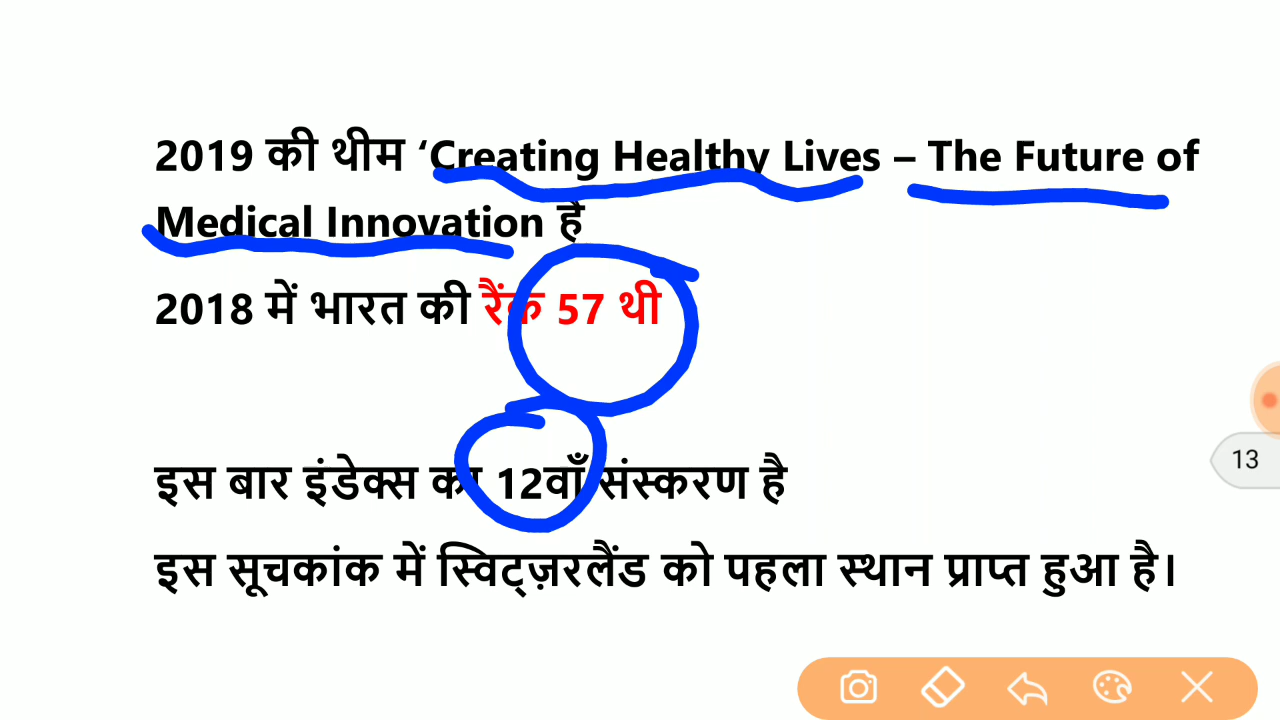 2019 की थीम ‘Creating Healthy Lives – The Future of
Medical Innovation है
2018 में भारत की रैंक 57 थी
इस बार इंडेक्स का 12वाँ संस्करण है
13
इस सूचकांक में स्विट्ज़रलैंड को पहला स्थान प्राप्त हुआ है।